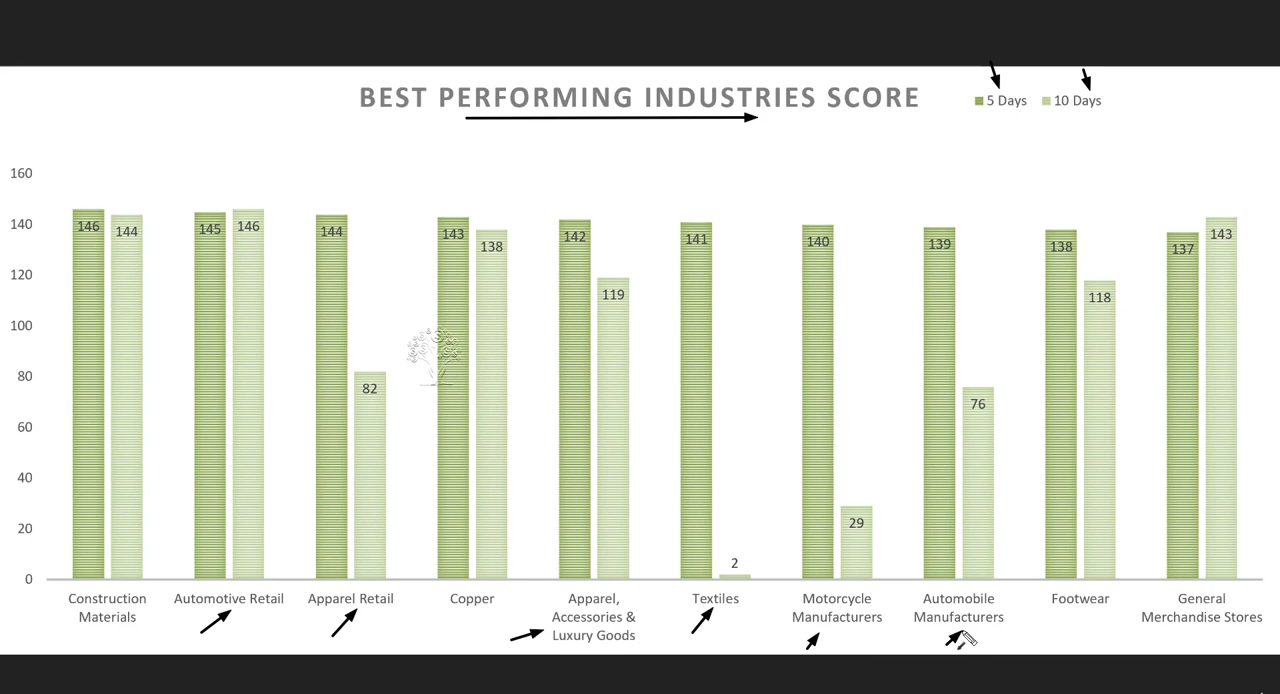 BEST PERFORMING INDUSTRIES SCORE
5 Days 10 Days
160
140
120
100
80
60
40
20
0
146 144
145 146
144 82
143 138
142 119
141 2
140 29
139 76
138 118
137 143
Construction
Materials
Automotive Retail
Apparel Retail
Copper
Apparel,
Accessories &
Luxury Goods
Textiles
Motorcycle
Manufacturers
Automobile
Manufacturers
Footwear
General
Merchandise Stores